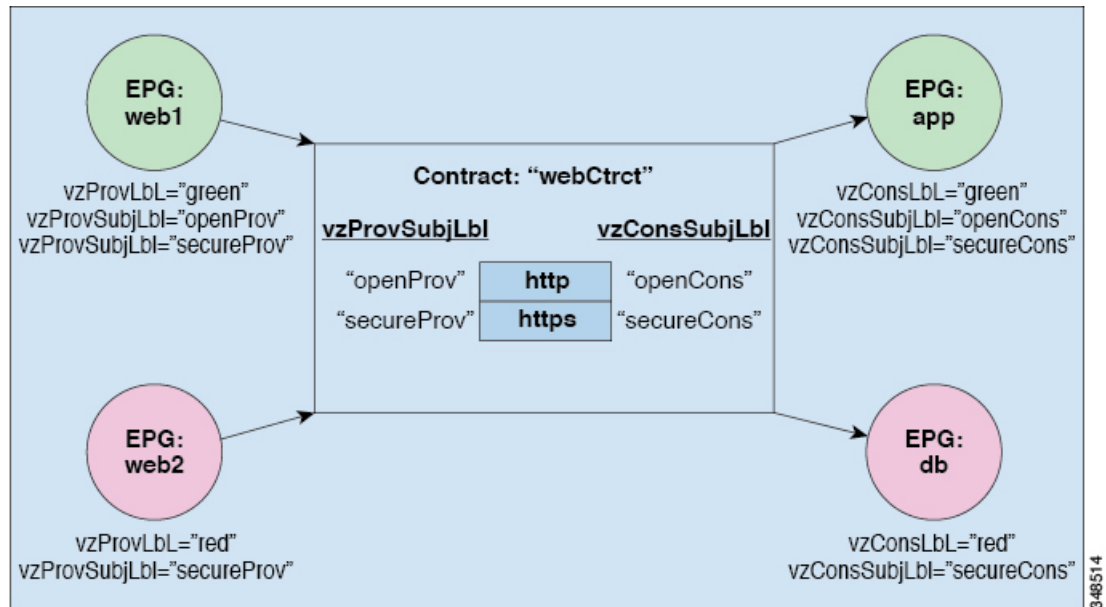 EPG:
web1
vzProvLbL="green"
vzProvSubjLbl="openProv"
vzProvSubjLbl="secureProv"
EPG:
app
vzConsLbL="green"
vzConsSubjLbl="openCons"
vzConsSubjLbl="secureCons"
Contract: “webCtrct”
vzProvSubjLbl vzConsSubjLbl
“openProv” http “openCons”
“secureProv” https “secureCons”
EPG:
web2
vzProvLbL="red"
vzProvSubjLbl="secureProv"
EPG:
db
vzConsLbL="red"
vzConsSubjLbl="secureCons"
348514